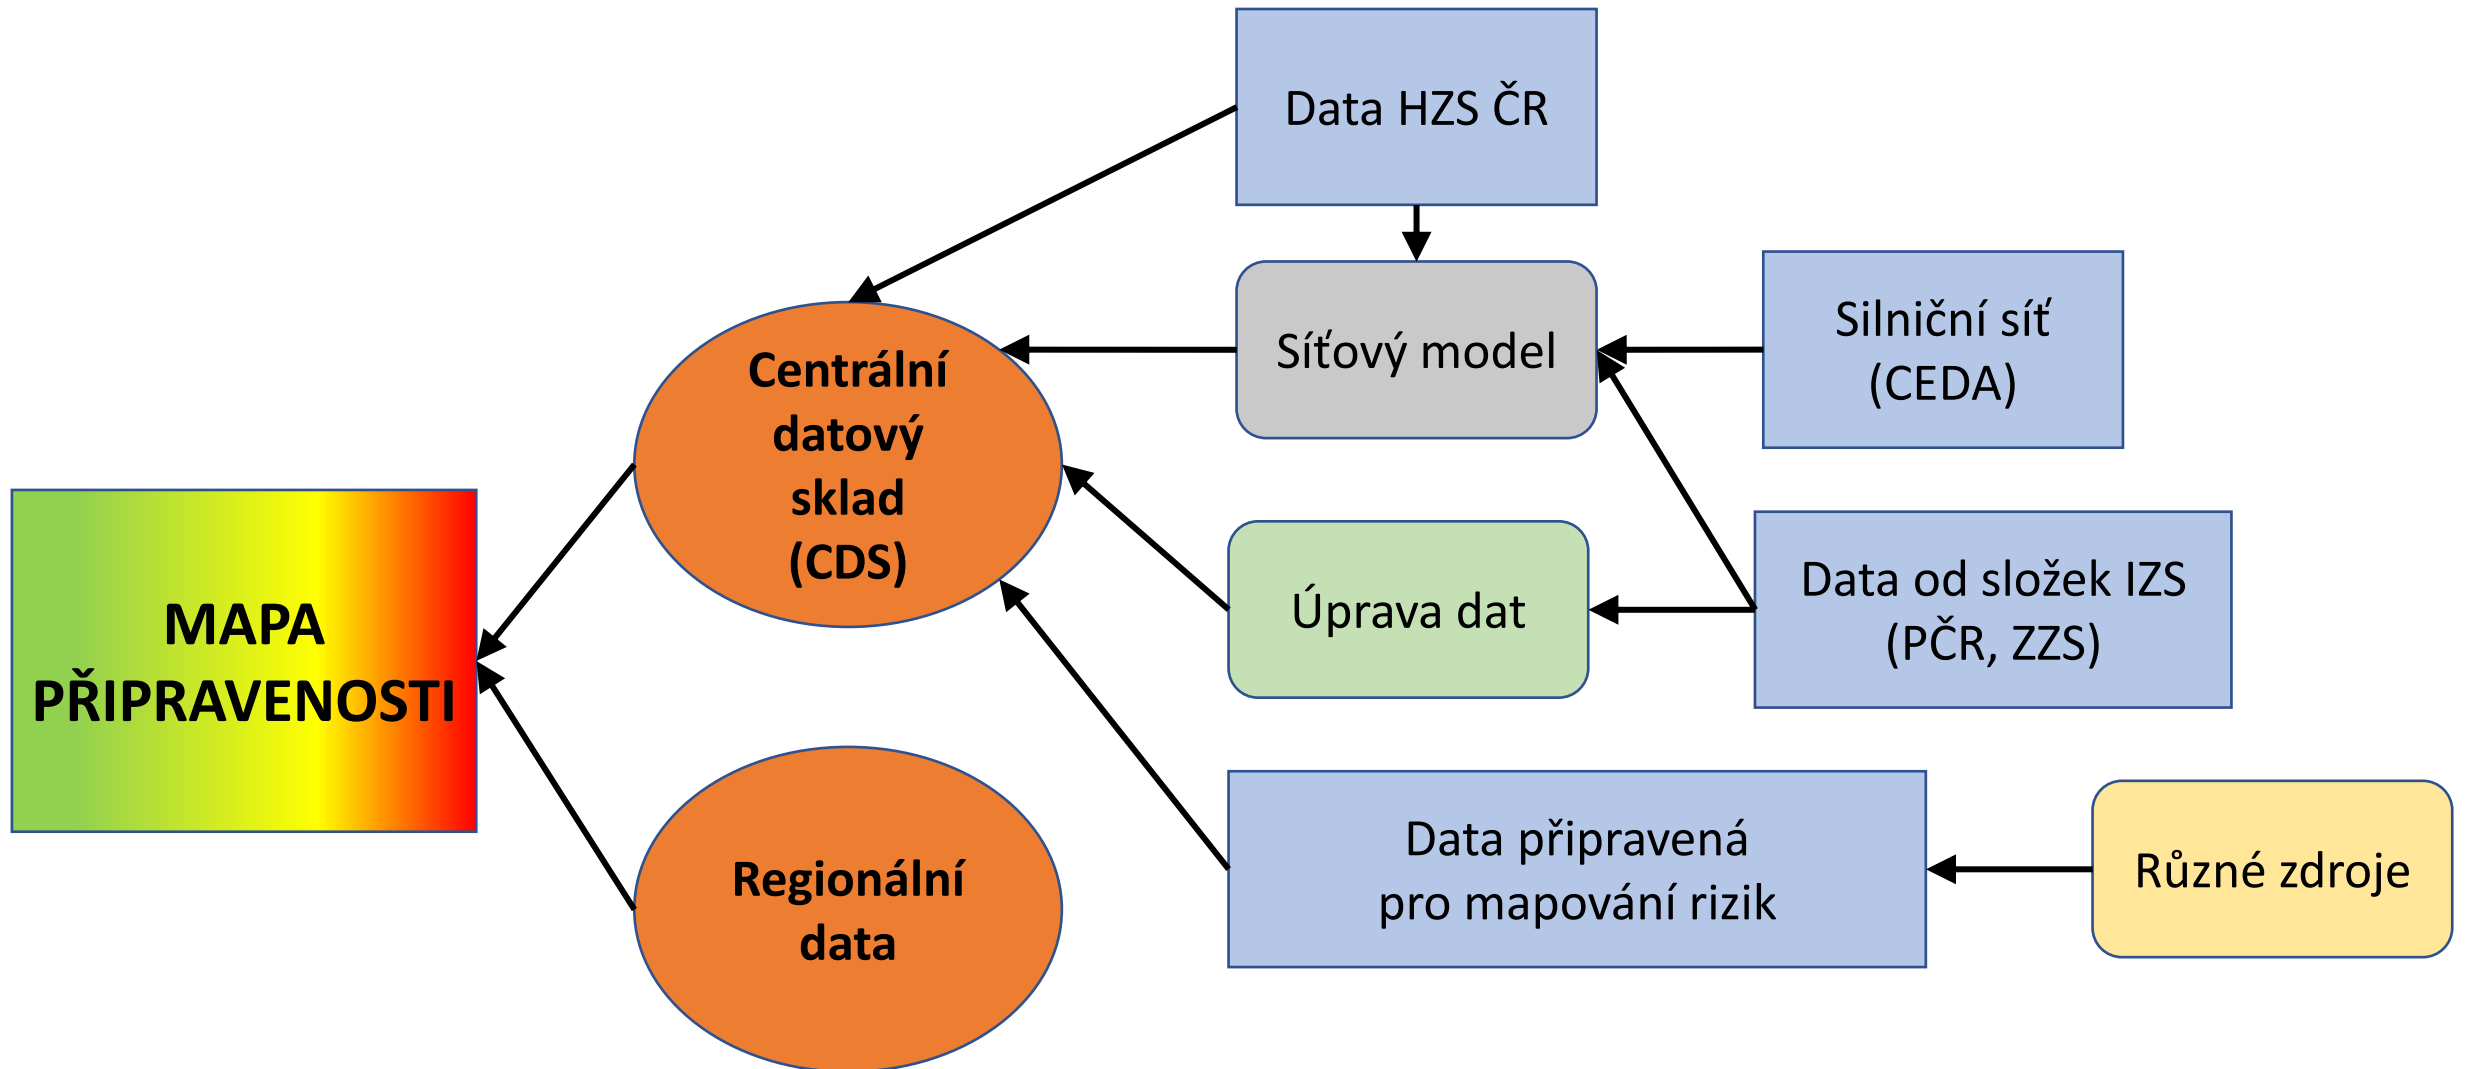 Data HZS ČR
Síťový model
Silniční síť
(CEDA)
Centrální
datový
sklad
(CDS)
Úprava dat
Data od složek IZS
(PČR, ZZS)
MAPA
PŘIPRAVENOSTI
Regionální
data
Data připravená
pro mapování rizik
Různé zdroje